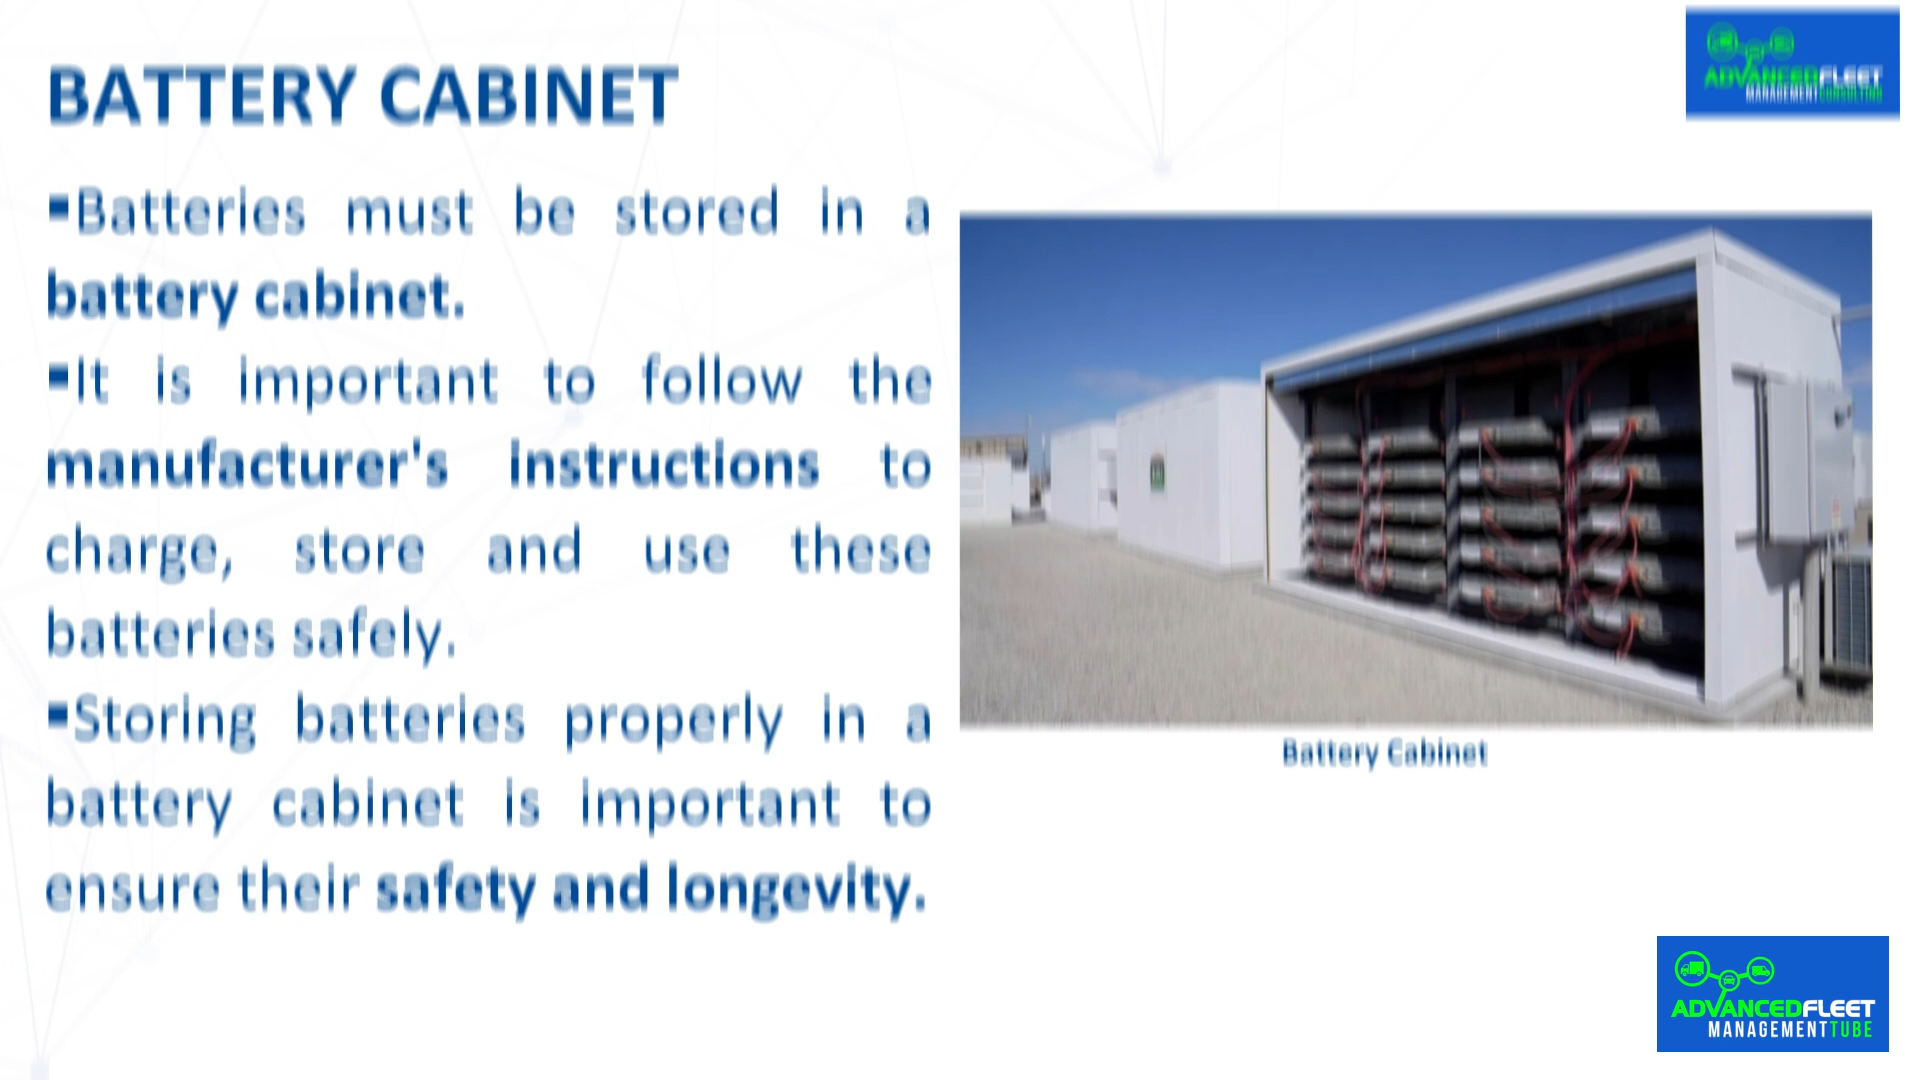 BATTERY CABINET
▪Batteries must be stored in a
battery cabinet.
▪It is important to follow the
manufacturer's instructions to
charge, store and use these
batteries safely.
▪Storing batteries properly in a
battery cabinet is important to
ensure their safety and longevity.
ADVANCEDFLEET
MANAGEMENTCONSULTING
Battery Cabinet
ADVANCEDFLEET
MANAGEMENTTUBE